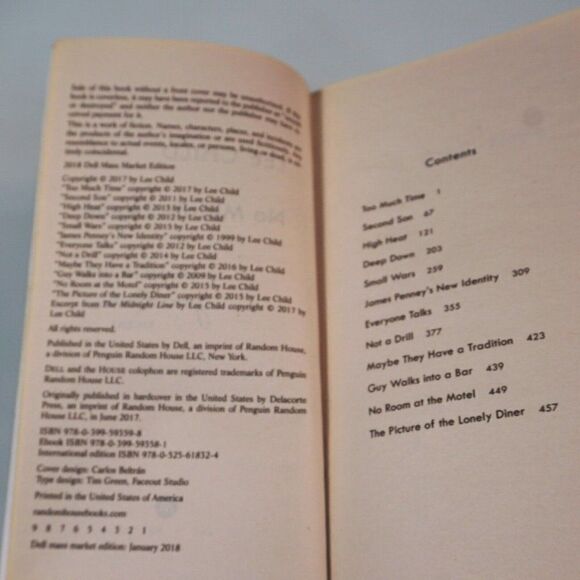 Sale of this book without a front cover may be unauthorized. If this
book is coverless, it may have been reported to the publisher as "unsold
or destroyed" and neither the author nor the publisher may have re-
ceived payment for it.
This is a work of fiction. Names, characters, places, and incidents are
the products of the author's imagination or are used fictitiously. Any
resemblance to actual events, locales, or persons, living or dead, is en-
tirely coincidental.
2018 Dell Mass Market Edition
Copyright © 2017 by Lee Child
"Too Much Time" copyright © 2017 by Lee Child
"Second Son" copyright © 2011 by Lee Child
"High Heat" copyright © 2013 by Lee Child
"Deep Down" copyright © 2012 by Lee Child
"Small Wars" copyright © 2015 by Lee Child
"James Penney's New Identity" copyright © 1999 by Lee Child
"Everyone Talks" copyright © 2012 by Lee Child
"Not a Drill" copyright © 2014 by Lee Child
"Maybe They Have a Tradition" copyright © 2016 by Lee Child
"Guy Walks into a Bar" copyright © 2009 by Lee Child
"No Room at the Motel" copyright © 2015 by Lee Child
"The Picture of the Lonely Diner" copyright © 2015 by Lee Child
Excerpt from The Midnight Line by Lee Child copyright © 2017 by
Lee Child
All rights reserved.
Published in the United States by Dell, an imprint of Random House,
a division of Penguin Random House LLC, New York.
DELL and the HOUSE colophon are registered trademarks of Penguin
Random House LLC.
Originally published in hardcover in the United States by Delacorte
Press, an imprint of Random House, a division of Penguin Random
House LLC, in June 2017.
ISBN 978-0-399-59359-8
Ebook ISBN 978-0-399-59358-1
International edition ISBN 978-0-525-61832-4
Cover design: Carlos Beltrán
Type design: Tim Green, Faceout Studio
Printed in the United States of America
randomhousebooks.com
9 8 7 6 5 4 3 2 1
Dell mass market edition: January 2018
Contents
Too Much Time 1
Second Son 67
High Heat 121
Deep Down 203
Small Wars 259
James Penney's New Identity 309
Everyone Talks 355
Not a Drill 377
Maybe They Have a Tradition 423
Guy Walks into a Bar 439
No Room at the Motel 449
The Picture of the Lonely Diner 457